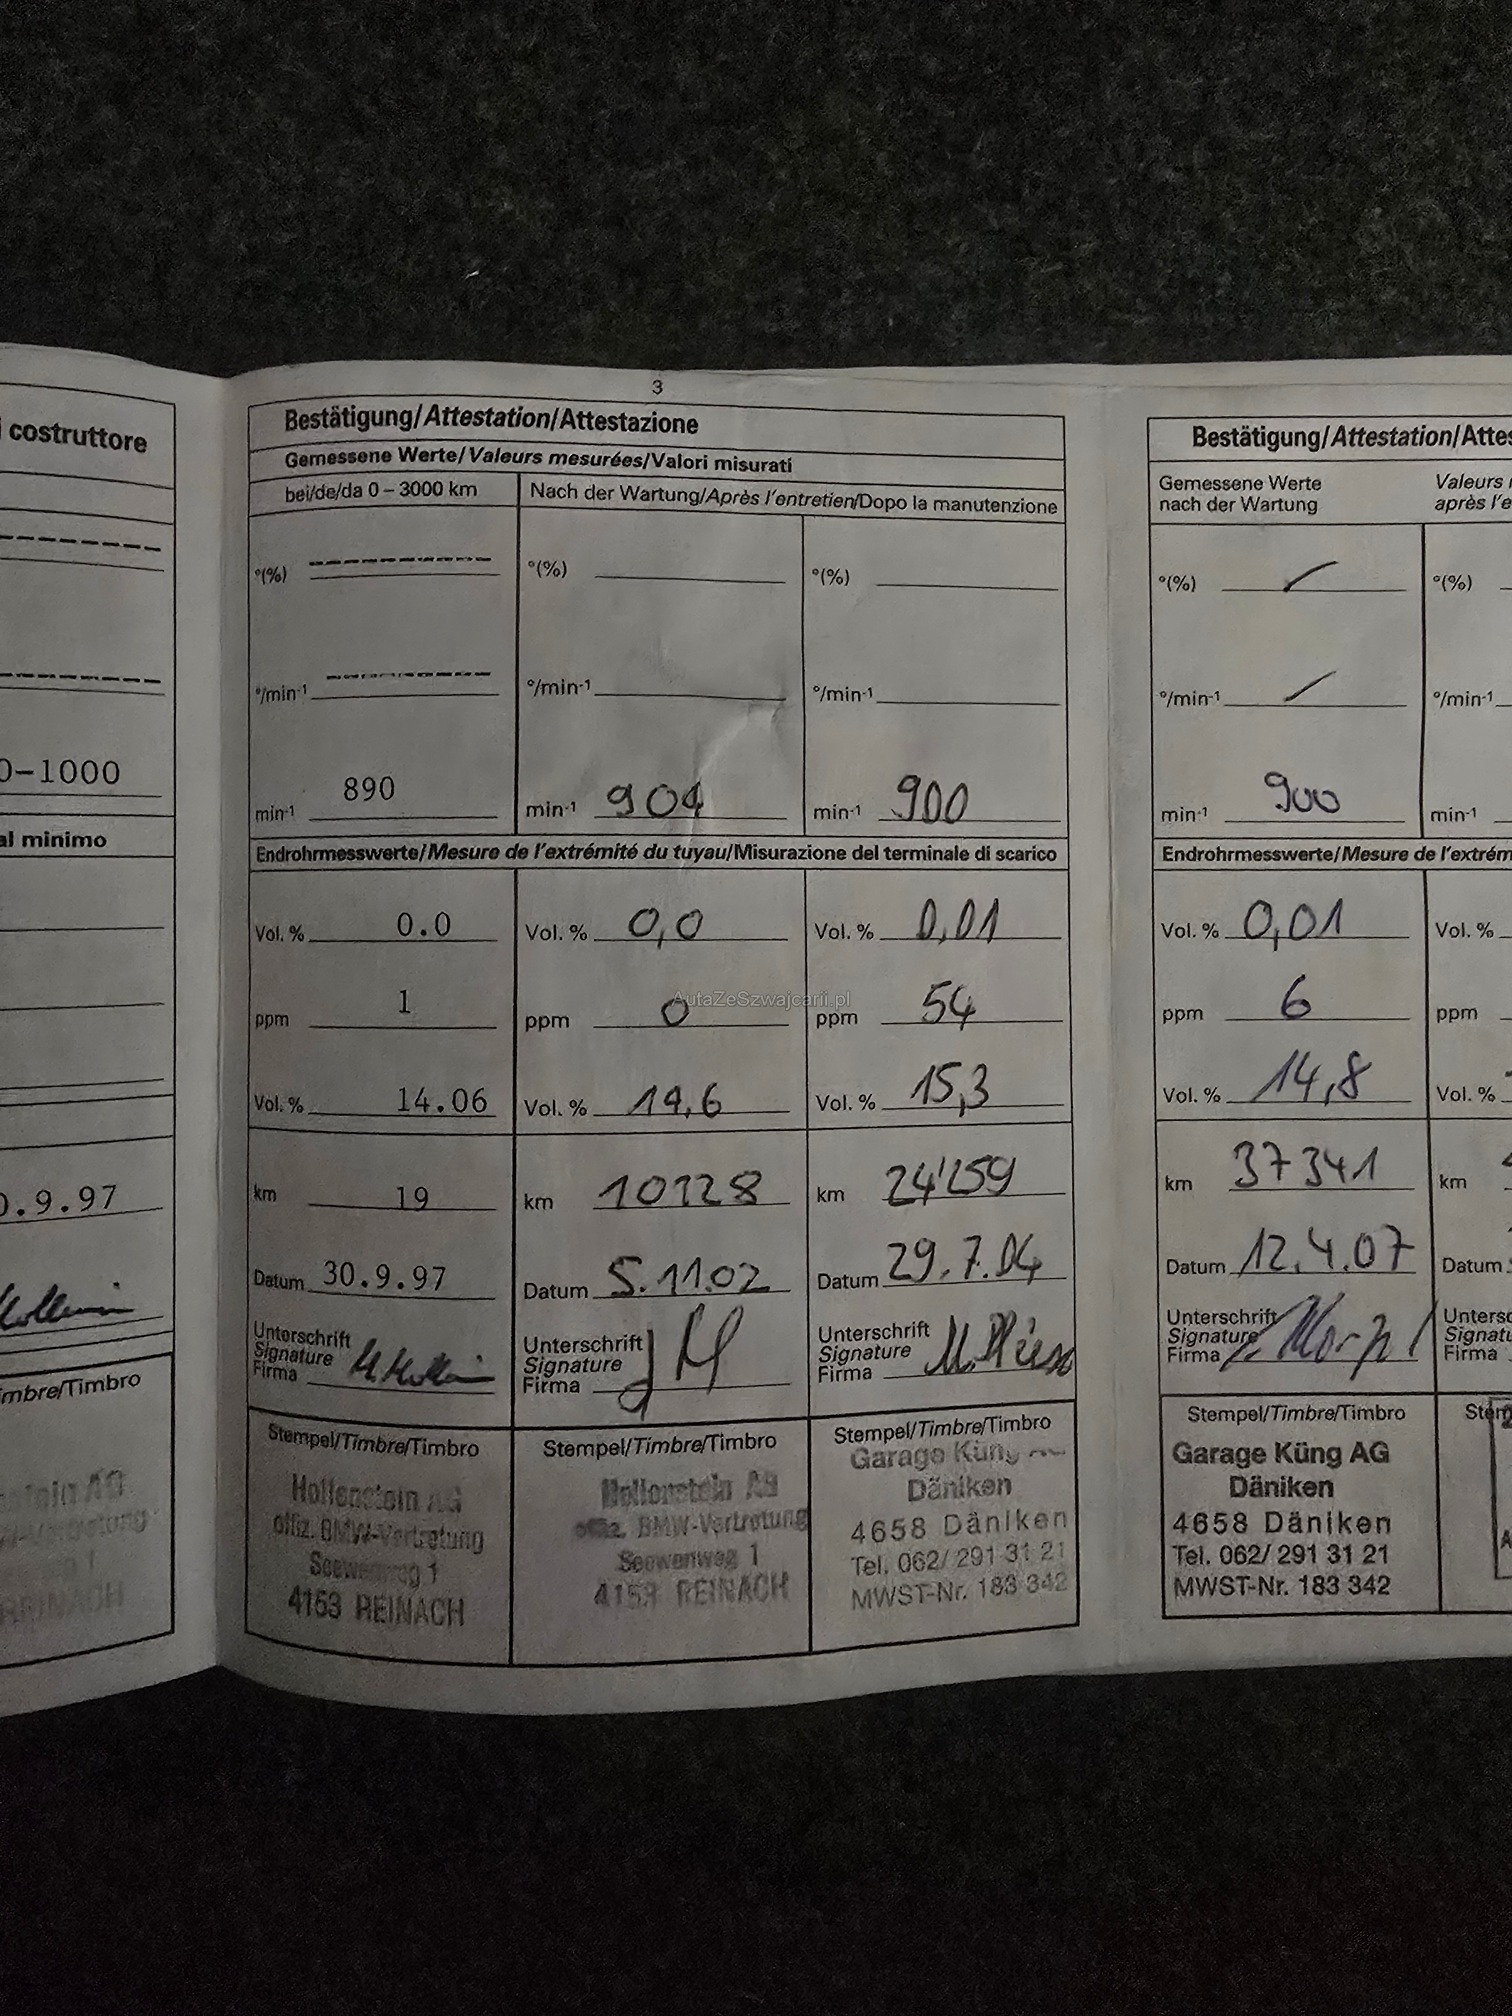 i costruttore
0-1000
al minimo
0.9.97
Timbre/Timbro
3
Bestätigung/Attestation/Attestazione
Gemessene Werte/Valeurs mesurées/Valori misurati
bei/de/da 0 – 3000 km
Nach der Wartung/Après l'entretien/Dopo la manutenzione
°(%) °(%) °(%)
°/min-1 °/min-1 °/min-1
min-1 890 min-1 904 min-1 900
Endrohrmesswerte/Mesure de l'extrémité du tuyau/Misurazione del terminale di scarico
Vol. % 0.0 Vol. % 0,0 Vol. % 0,01
ppm 1 ppm 0 ppm 54
AutaZeSzwajcarii.pl
Vol. % 14.06 Vol. % 14,6 Vol. % 15,3
km 19 km 10128 km 24'259
Datum 30.9.97 Datum 5.11.02 Datum 29.7.04
Unterschrift Unterschrift Unterschrift
Signature Signature Signature
Firma Firma Firma
Stempel/Timbre/Timbro Stempel/Timbre/Timbro Stempel/Timbre/Timbro
Hollenstein AG
offiz. BMW-Vertretung
Seewenweg 1
4153 REINACH
Hollenstein AG
offiz. BMW-Vertretung
Seewenweg 1
4153 REINACH
Garage Küng AG
Däniken
4658 Däniken
Tel. 062/ 291 31 21
MWST-Nr. 183 342
Bestätigung/Attestation/Attes
Gemessene Werte
nach der Wartung
Valeurs
après l'e
°(%) °(%)
°/min-1 °/min-1
min-1 900 min-1
Endrohrmesswerte/Mesure de l'extrém
Vol. % 0,01 Vol. %
ppm 6 ppm
Vol. % 14,8 Vol. %
km 37341 km
Datum 12.4.07 Datum
Unterschrift Unters
Signature Signat
Firma Firma
Stempel/Timbre/Timbro
Garage Küng AG
Däniken
4658 Däniken
Tel. 062/ 291 31 21
MWST-Nr. 183 342